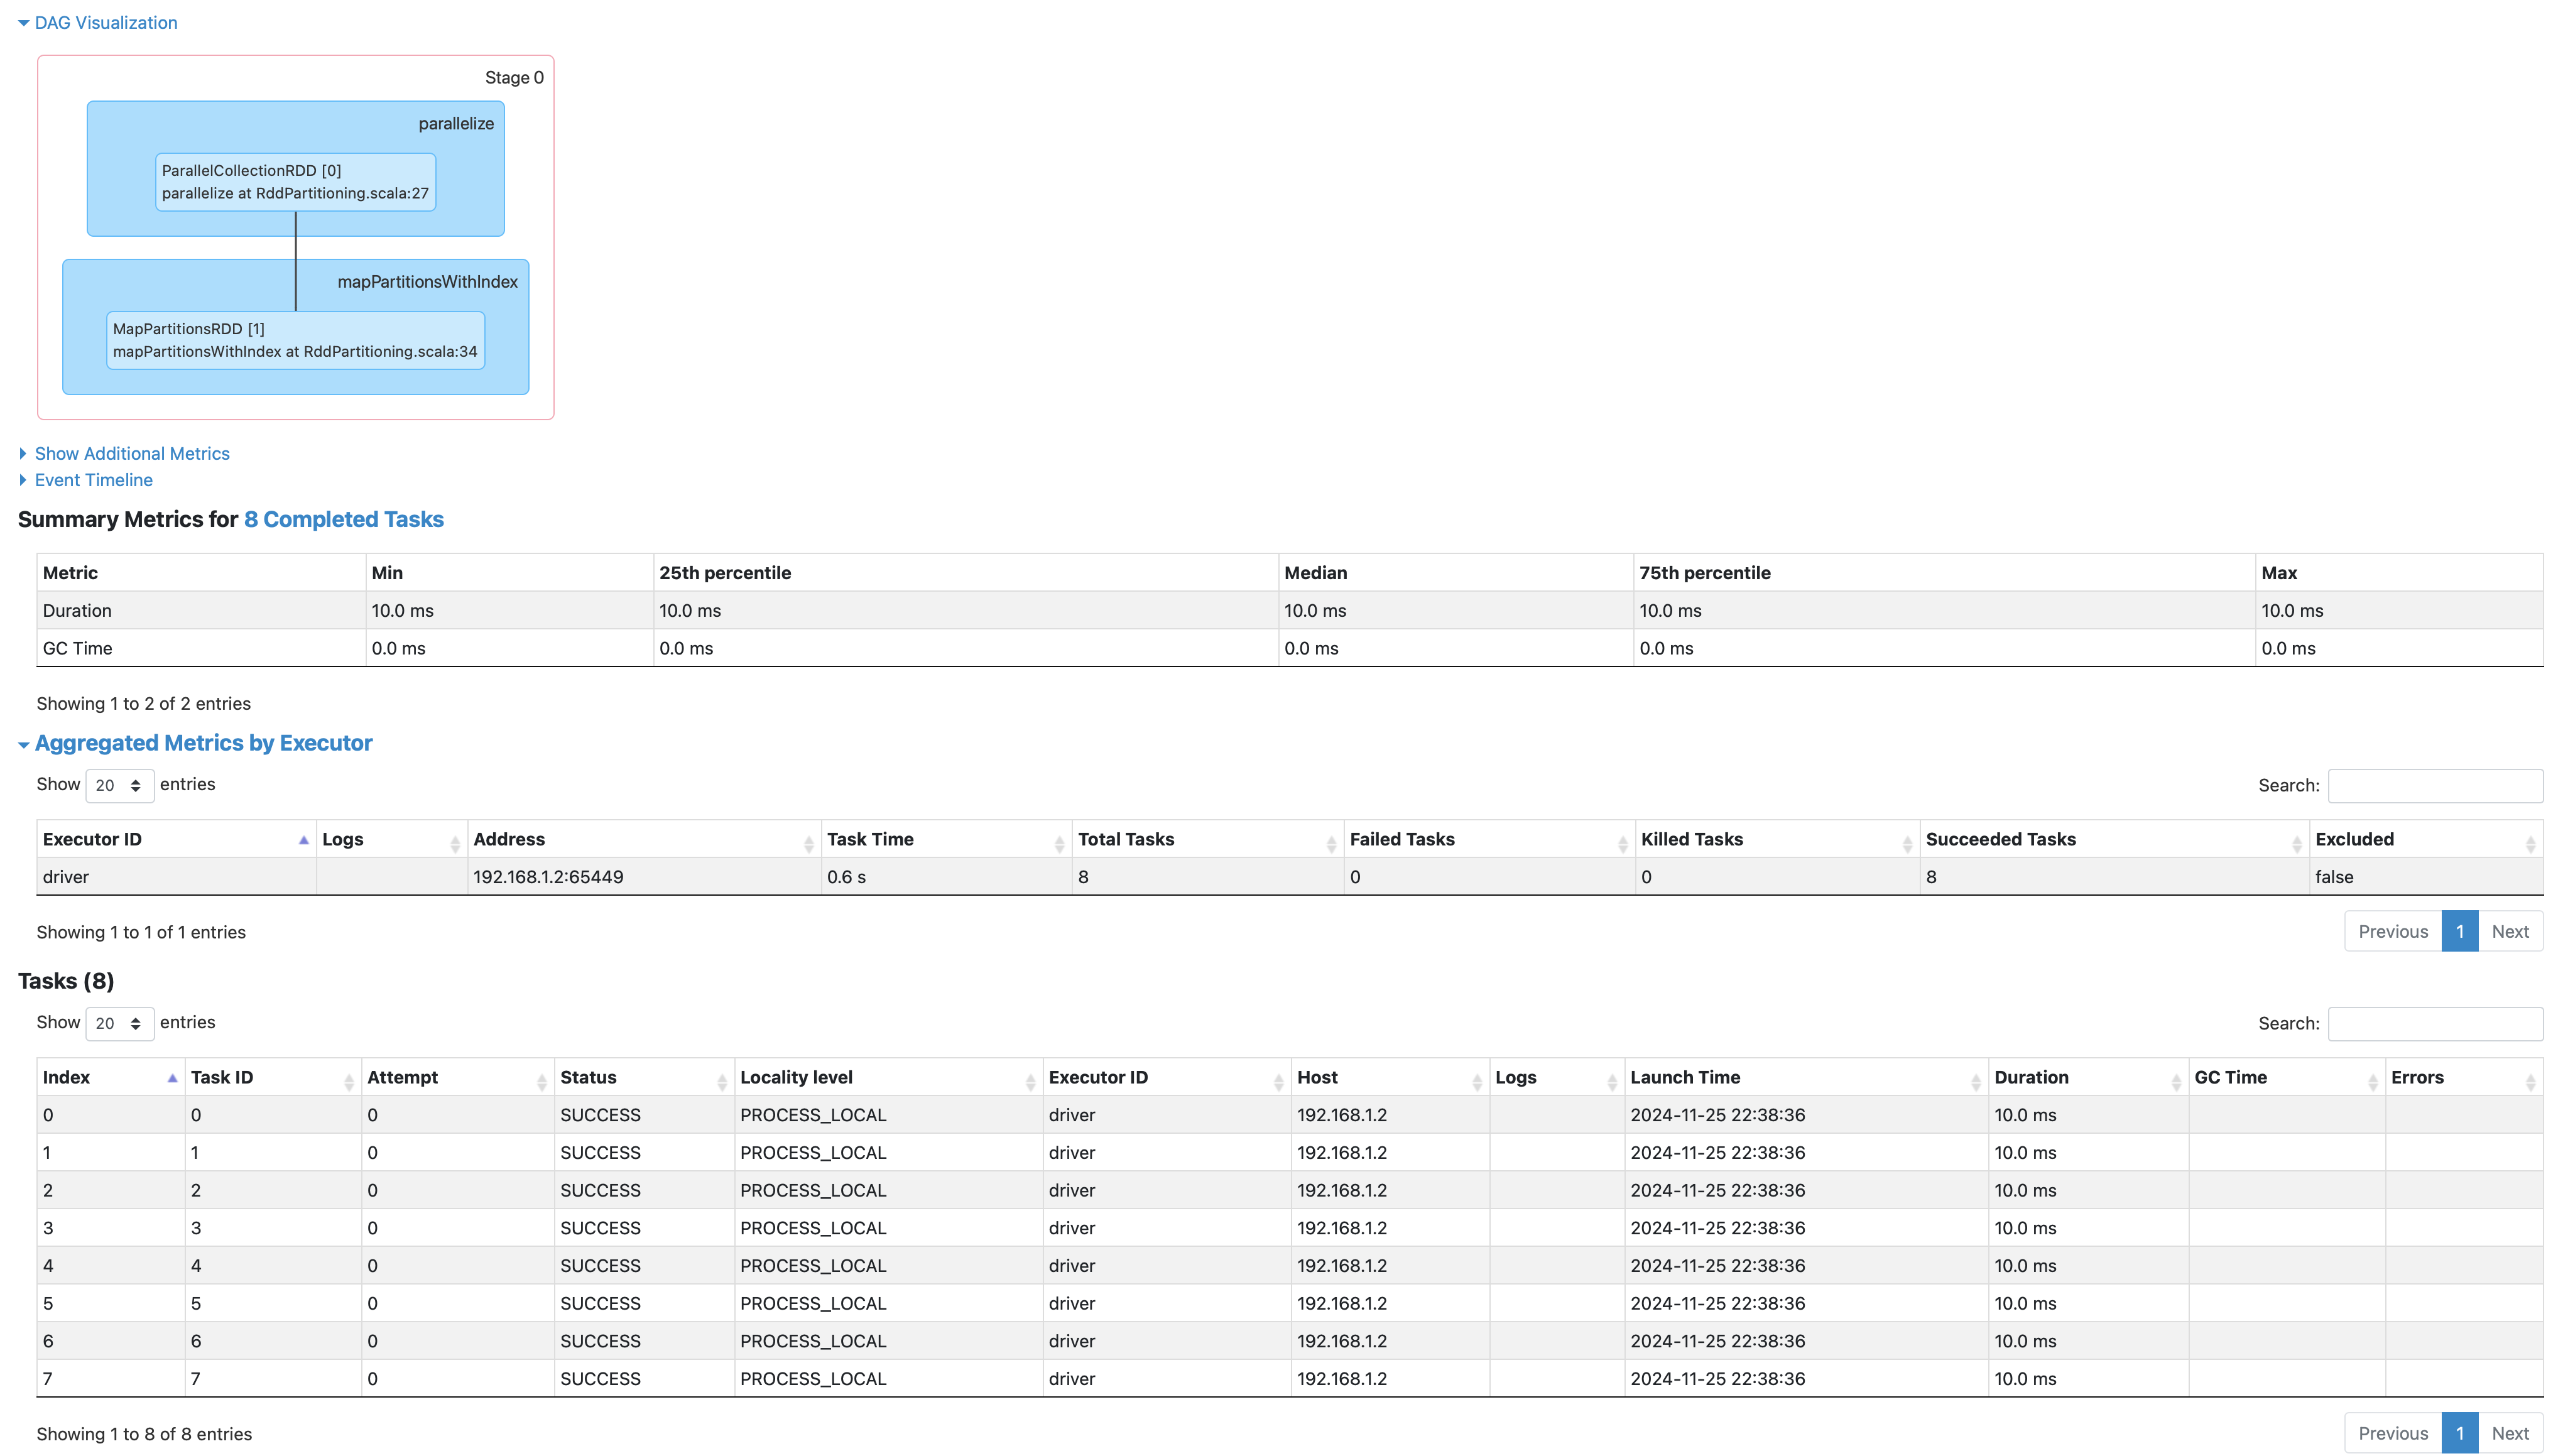 DAG Visualization
Stage 0
parallelize
ParallelCollectionRDD [0]
parallelize at RddPartitioning.scala:27
mapPartitionsWithIndex
MapPartitionsRDD [1]
mapPartitionsWithIndex at RddPartitioning.scala:34
Show Additional Metrics
Event Timeline
Summary Metrics for 8 Completed Tasks
Metric Min 25th percentile Median 75th percentile Max
Duration 10.0 ms 10.0 ms 10.0 ms 10.0 ms 10.0 ms
GC Time 0.0 ms 0.0 ms 0.0 ms 0.0 ms 0.0 ms
Showing 1 to 2 of 2 entries
Aggregated Metrics by Executor
Show 20 entries Search:
Executor ID Logs Address Task Time Total Tasks Failed Tasks Killed Tasks Succeeded Tasks Excluded
driver 192.168.1.2:65449 0.6 s 8 0 0 8 false
Showing 1 to 1 of 1 entries Previous 1 Next
Tasks (8)
Show 20 entries Search:
Index Task ID Attempt Status Locality level Executor ID Host Logs Launch Time Duration GC Time Errors
0 0 0 SUCCESS PROCESS_LOCAL driver 192.168.1.2 2024-11-25 22:38:36 10.0 ms
1 1 0 SUCCESS PROCESS_LOCAL driver 192.168.1.2 2024-11-25 22:38:36 10.0 ms
2 2 0 SUCCESS PROCESS_LOCAL driver 192.168.1.2 2024-11-25 22:38:36 10.0 ms
3 3 0 SUCCESS PROCESS_LOCAL driver 192.168.1.2 2024-11-25 22:38:36 10.0 ms
4 4 0 SUCCESS PROCESS_LOCAL driver 192.168.1.2 2024-11-25 22:38:36 10.0 ms
5 5 0 SUCCESS PROCESS_LOCAL driver 192.168.1.2 2024-11-25 22:38:36 10.0 ms
6 6 0 SUCCESS PROCESS_LOCAL driver 192.168.1.2 2024-11-25 22:38:36 10.0 ms
7 7 0 SUCCESS PROCESS_LOCAL driver 192.168.1.2 2024-11-25 22:38:36 10.0 ms
Showing 1 to 8 of 8 entries Previous 1 Next